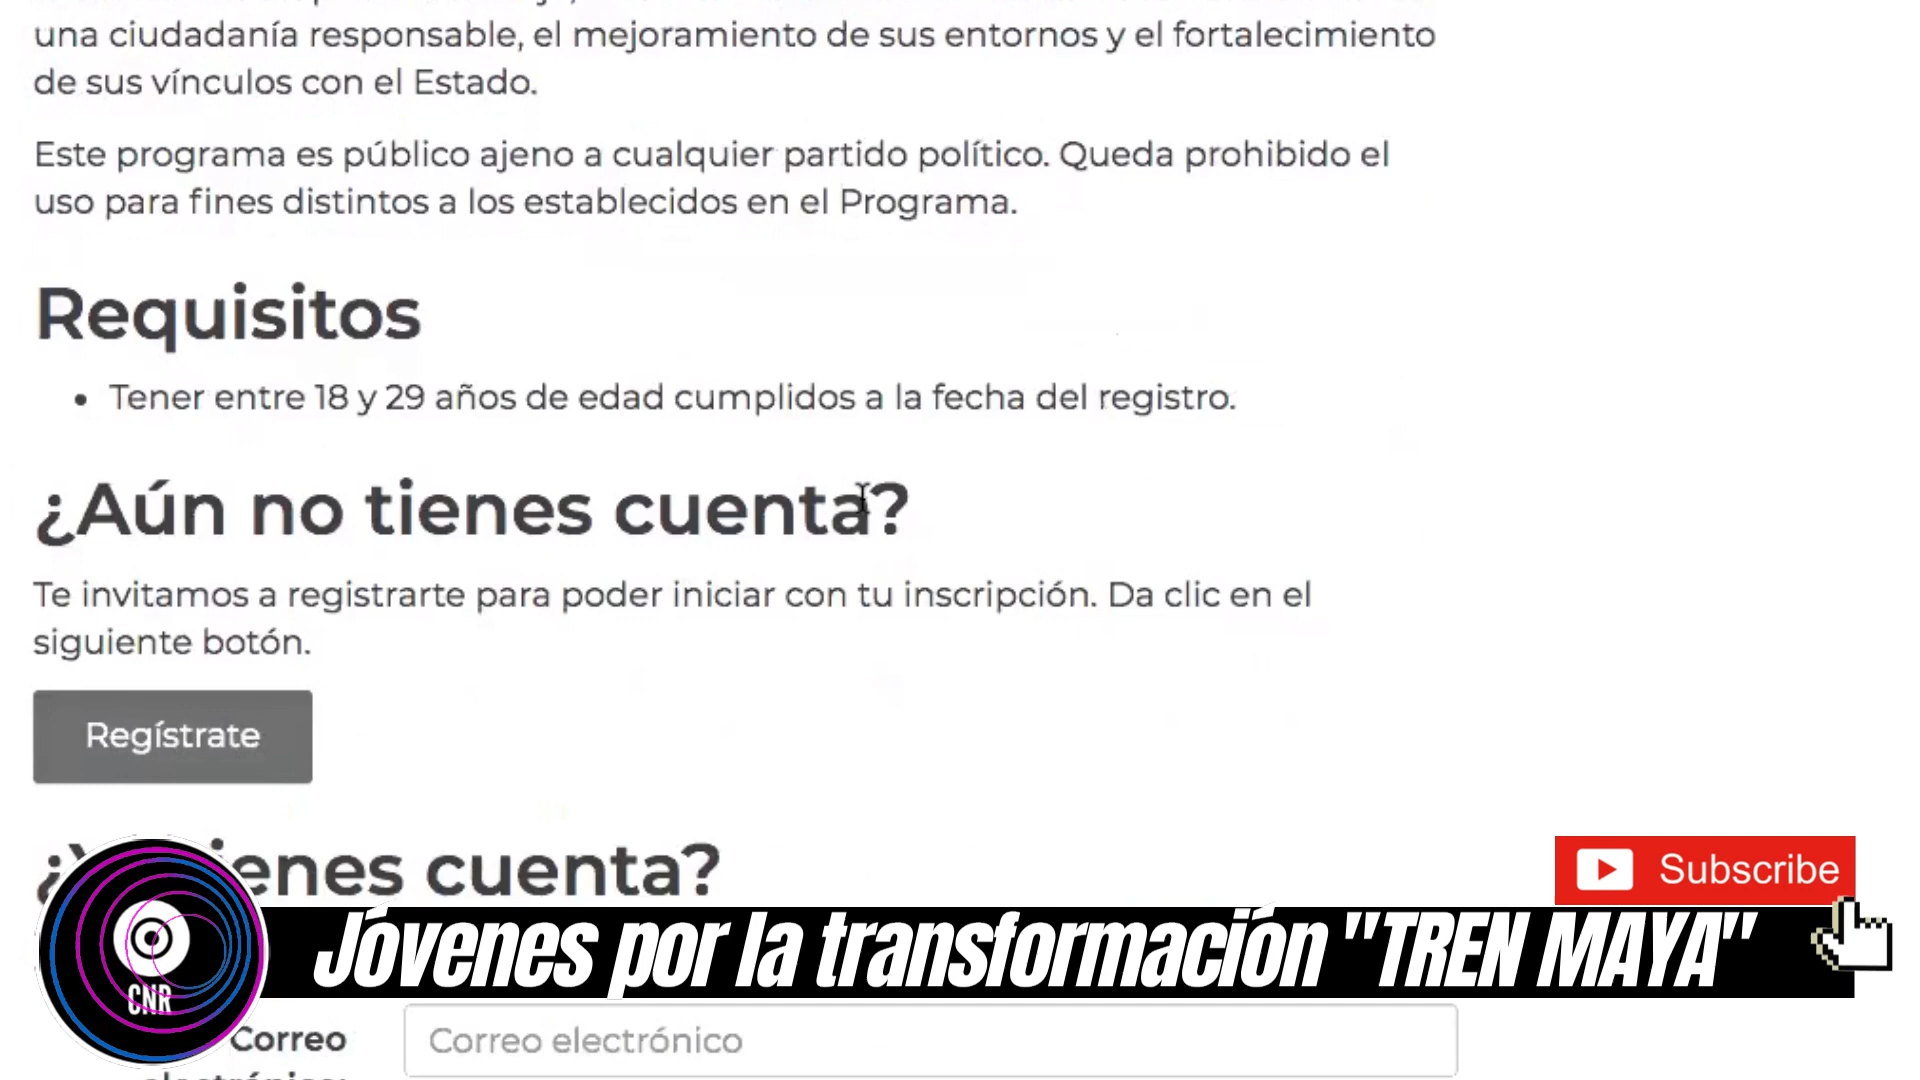 una ciudadanía responsable, el mejoramiento de sus entornos y el fortalecimiento
de sus vínculos con el Estado.
Este programa es público ajeno a cualquier partido político. Queda prohibido el
uso para fines distintos a los establecidos en el Programa.
Requisitos
• Tener entre 18 y 29 años de edad cumplidos a la fecha del registro.
¿Aún no tienes cuenta?
Te invitamos a registrarte para poder iniciar con tu inscripción. Da clic en el
siguiente botón.
Regístrate
cuenta?
Subscribe
Jóvenes por la transformación "TREN MAYA"
CNR
Correo
Correo electrónico